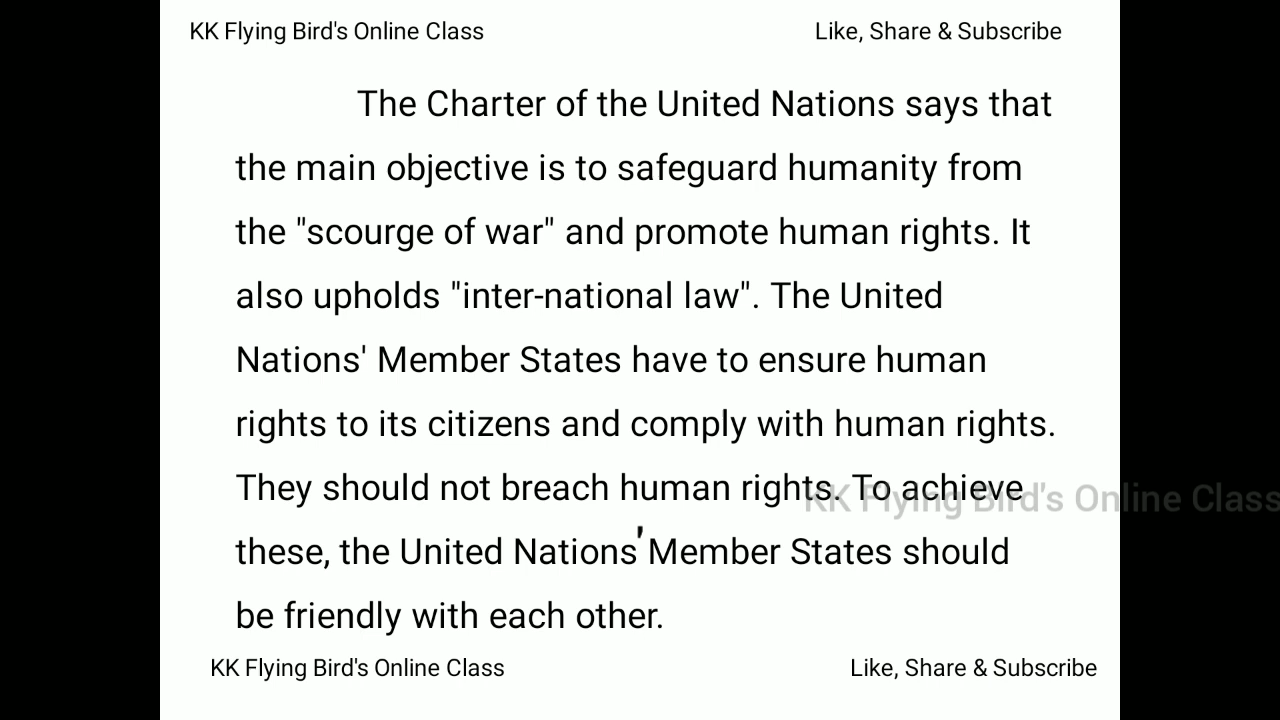 KK Flying Bird's Online Class Like, Share & Subscribe
The Charter of the United Nations says that
the main objective is to safeguard humanity from
the "scourge of war" and promote human rights. It
also upholds "inter-national law". The United
Nations' Member States have to ensure human
rights to its citizens and comply with human rights.
They should not breach human rights. To achieve
KK Flying Bird's Online Class
these, the United Nations' Member States should
be friendly with each other.
KK Flying Bird's Online Class Like, Share & Subscribe